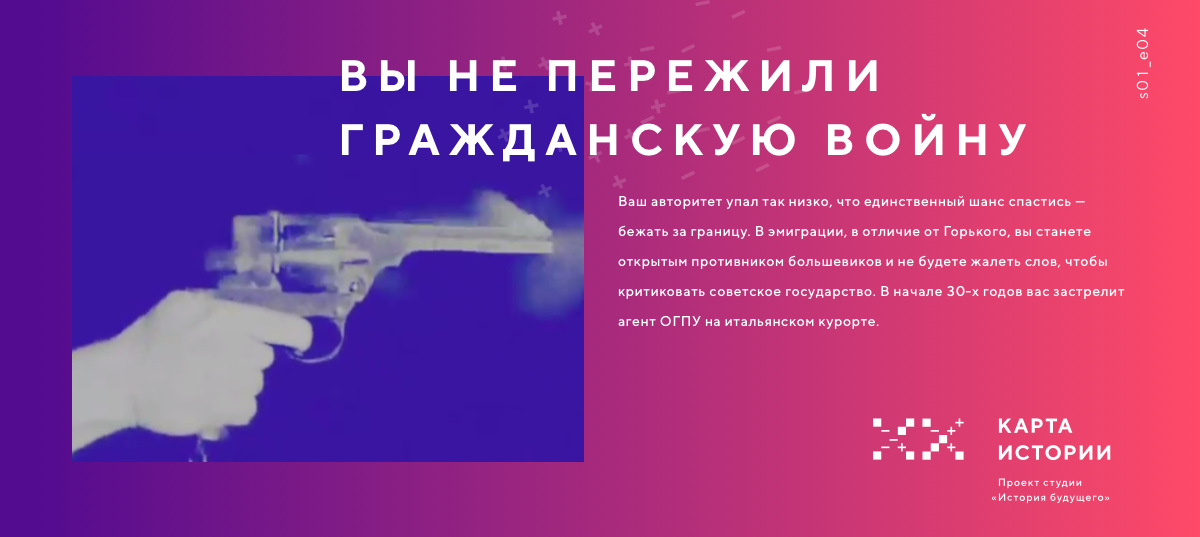 ВЫ НЕ ПЕРЕЖИЛИ
ГРАЖДАНСКУЮ ВОЙНУ
s01_e04
Ваш авторитет упал так низко, что единственный шанс спастись —
бежать за границу. В эмиграции, в отличие от Горького, вы станете
открытым противником большевиков и не будете жалеть слов, чтобы
критиковать советское государство. В начале 30-х годов вас застрелит
агент ОГПУ на итальянском курорте.
КАРТА
ИСТОРИИ
Проект студии
«История будущего»